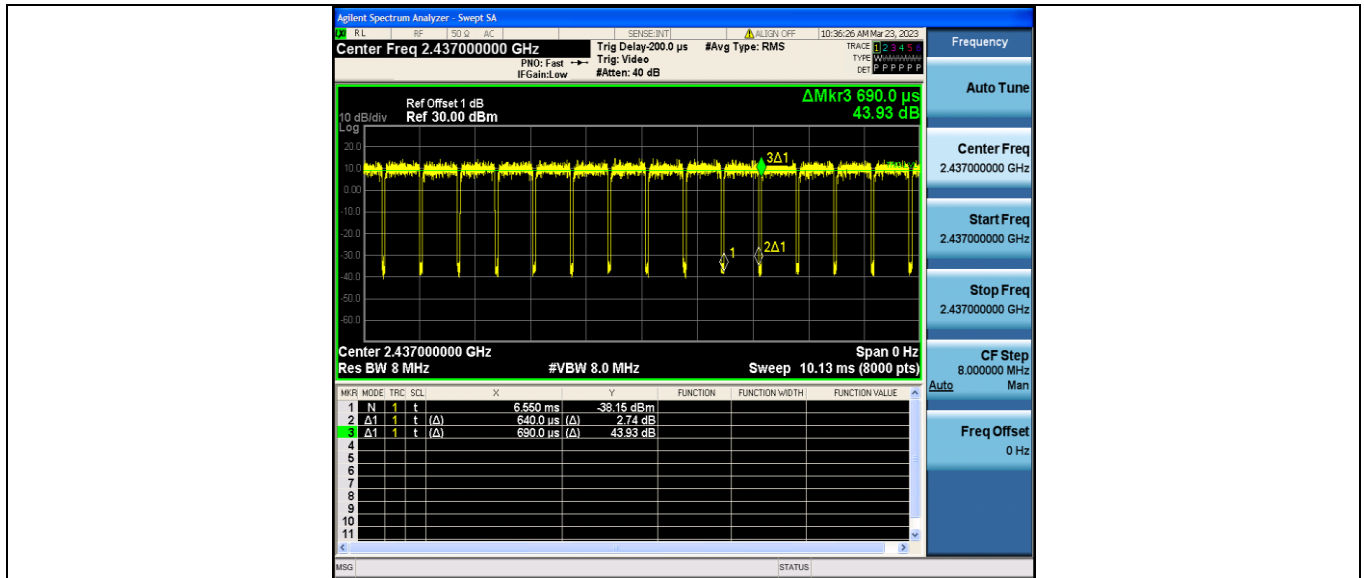 Agilent Spectrum Analyzer - Swept SA
LXI RL RF 50 Ω AC SENSE:INT ALIGN OFF 10:36:26 AM Mar 23, 2023
Center Freq 2.437000000 GHz
Trig Delay-200.0 µs #Avg Type: RMS
TRACE 1 2 3 4 5 6
PNO: Fast Trig: Video
TYPE WWWWWW
IFGain:Low #Atten: 40 dB
DET P P P P P P
ΔMkr3 690.0 µs
43.93 dB
Ref Offset 1 dB
10 dB/div Ref 30.00 dBm
Log
20.0
10.0
0.00
-10.0
-20.0
-30.0
-40.0
-50.0
-60.0
3Δ1
1
2Δ1
Center 2.437000000 GHz Span 0 Hz
Res BW 8 MHz #VBW 8.0 MHz Sweep 10.13 ms (8000 pts)
MKR MODE TRC SCL X Y FUNCTION FUNCTION WIDTH FUNCTION VALUE
1 N 1 t 6.550 ms -38.15 dBm
2 Δ1 1 t (Δ) 640.0 µs (Δ) 2.74 dB
3 Δ1 1 t (Δ) 690.0 µs (Δ) 43.93 dB
4
5
6
7
8
9
10
11
MSG STATUS
Frequency
Auto Tune
Center Freq
2.437000000 GHz
Start Freq
2.437000000 GHz
Stop Freq
2.437000000 GHz
CF Step
8.000000 MHz
Auto Man
Freq Offset
0 Hz